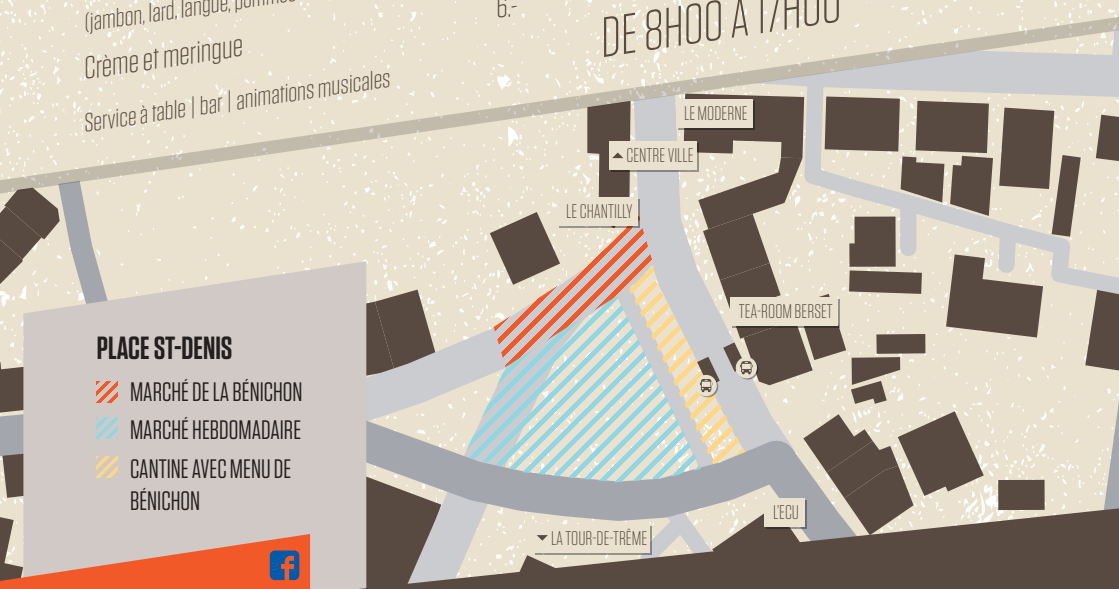 (jambon, lard, langue,
6.-
DE 8H00 À 17H00
Crème et meringue
Service à table | bar | animations musicales
LE MODERNE
CENTRE VILLE
LE CHANTILLY
TEA-ROOM BERSET
PLACE ST-DENIS
MARCHÉ DE LA BÉNICHON
MARCHÉ HEBDOMADAIRE
CANTINE AVEC MENU DE
BÉNICHON
L'ECU
LA TOUR-DE-TRÊME
f